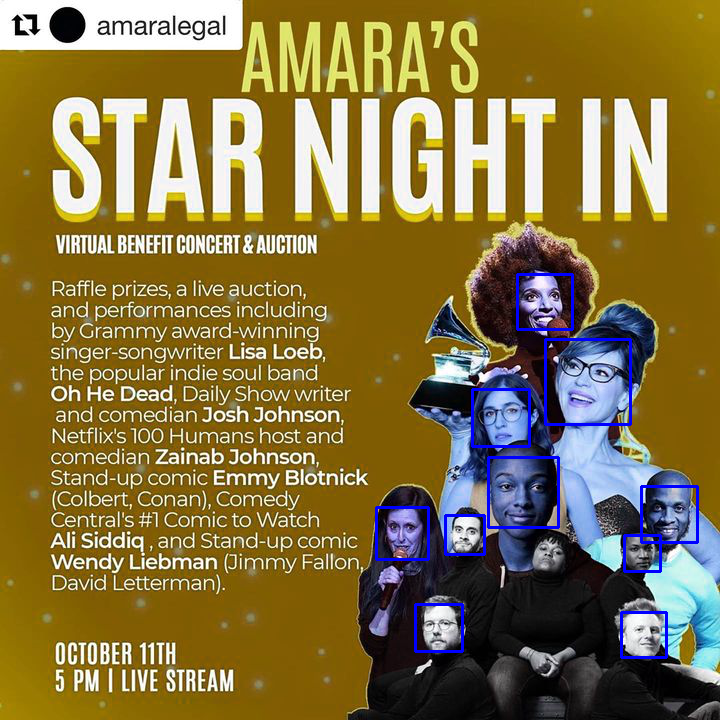 amaralegal
AMARA'S
STAR NIGHT IN
VIRTUAL BENEFIT CONCERT & AUCTION
Raffle prizes, a live auction,
and performances including
by Grammy award-winning
singer-songwriter Lisa Loeb,
the popular indie soul band
Oh He Dead, Daily Show writer
and comedian Josh Johnson,
Netflix's 100 Humans host and
comedian Zainab Johnson,
Stand-up comic Emmy Blotnick
(Colbert, Conan), Comedy
Central's #1 Comic to Watch
Ali Siddiq , and Stand-up comic
Wendy Liebman (Jimmy Fallon,
David Letterman).
OCTOBER 11TH
5 PM | LIVE STREAM